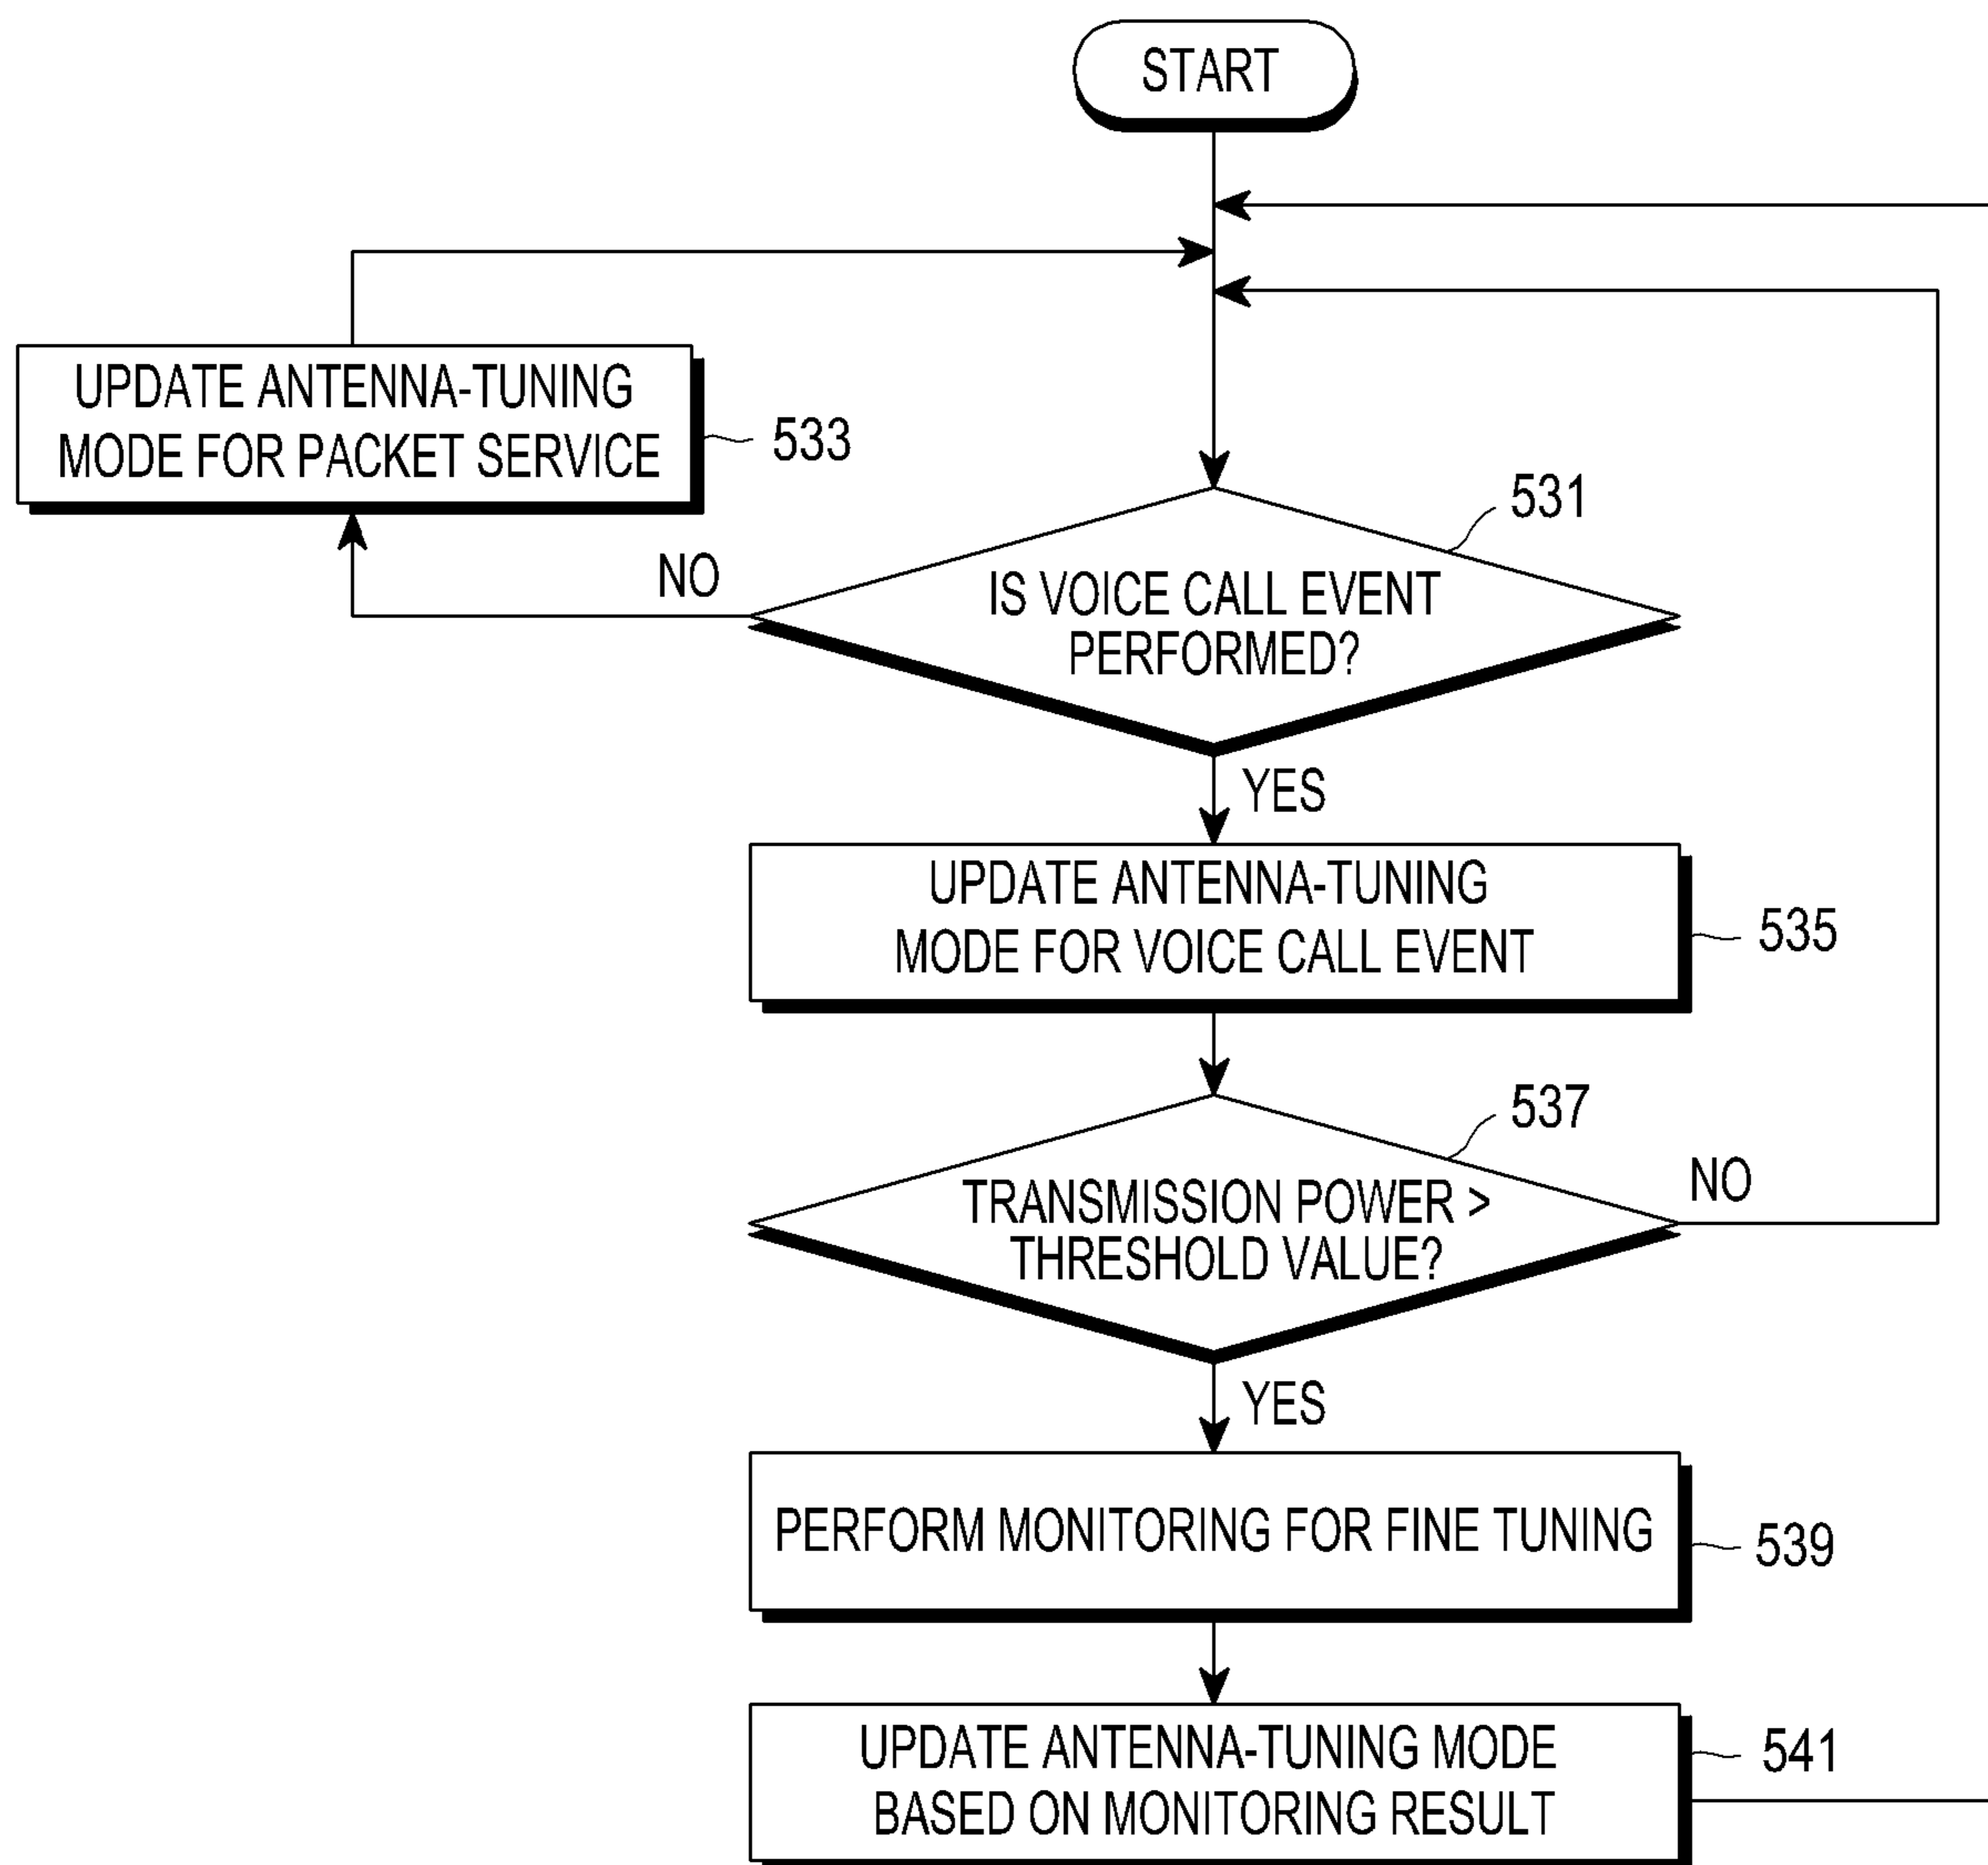 START
UPDATE ANTENNA-TUNING
MODE FOR PACKET SERVICE
533
531
NO
IS VOICE CALL EVENT
PERFORMED?
YES
UPDATE ANTENNA-TUNING
MODE FOR VOICE CALL EVENT
535
537
NO
TRANSMISSION POWER >
THRESHOLD VALUE?
YES
PERFORM MONITORING FOR FINE TUNING
539
UPDATE ANTENNA-TUNING MODE
BASED ON MONITORING RESULT
541